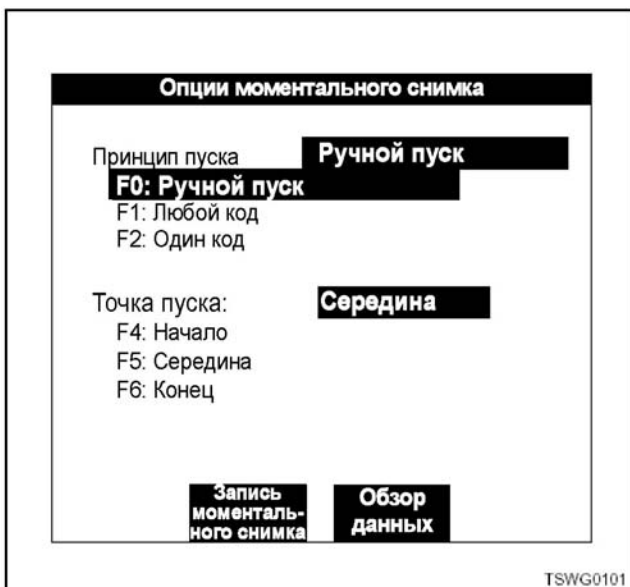 Опции моментального снимка
Принцип пуска Ручной пуск
F0: Ручной пуск
F1: Любой код
F2: Один код
Точка пуска: Середина
F4: Начало
F5: Середина
F6: Конец
Запись
моменталь-
ного снимка
Обзор
данных
TSWG0101